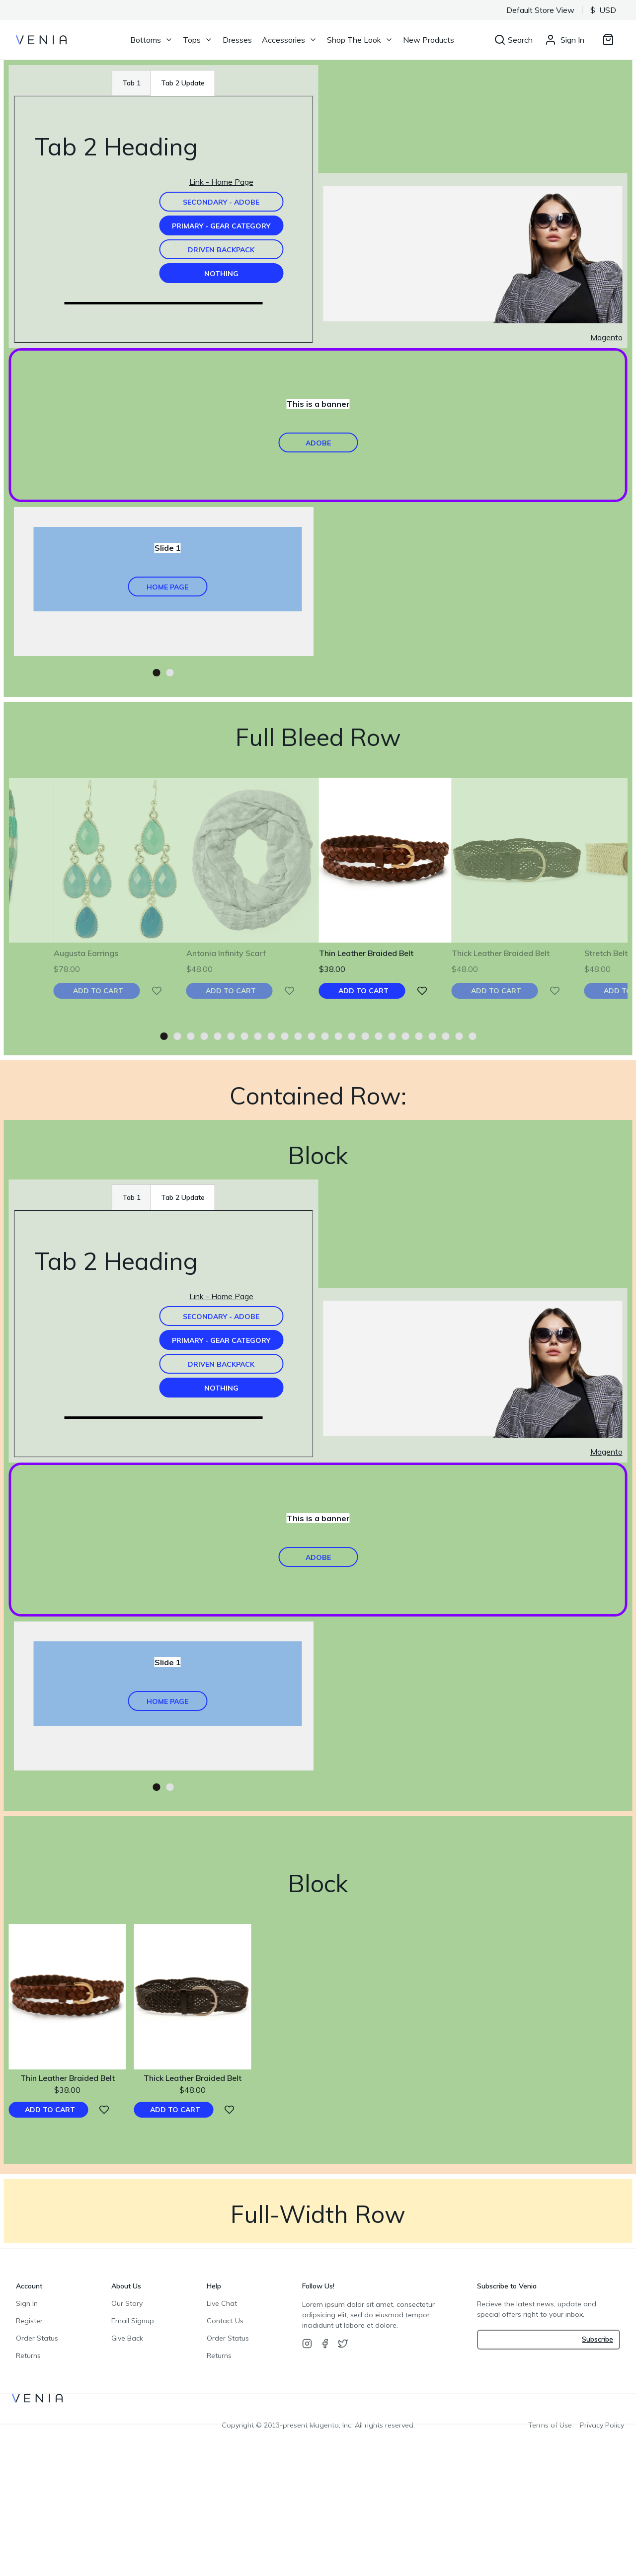 Default Store View $ USD
VENIA Bottoms Tops Dresses Accessories Shop The Look New Products Search Sign In
Tab 1 Tab 2 Update
Tab 2 Heading
Link - Home Page
SECONDARY - ADOBE
PRIMARY - GEAR CATEGORY
DRIVEN BACKPACK
NOTHING
Magento
This is a banner
ADOBE
Slide 1
HOME PAGE
Full Bleed Row
Augusta Earrings Antonia Infinity Scarf Thin Leather Braided Belt Thick Leather Braided Belt Stretch Belt
$78.00 $48.00 $38.00 $48.00 $48.00
ADD TO CART ADD TO CART ADD TO CART ADD TO CART ADD
Contained Row:
Block
Tab 1 Tab 2 Update
Tab 2 Heading
Link - Home Page
SECONDARY - ADOBE
PRIMARY - GEAR CATEGORY
DRIVEN BACKPACK
NOTHING
Magento
This is a banner
ADOBE
Slide 1
HOME PAGE
Block
Thin Leather Braided Belt Thick Leather Braided Belt
$38.00 $48.00
ADD TO CART ADD TO CART
Full-Width Row
Account About Us Help Follow Us! Subscribe to Venia
Sign In Our Story Live Chat Lorem ipsum dolor sit amet, consectetur Recieve the latest news, update and
adipsicing elit, sed do eiusmod tempor special offers right to your inbox.
Register Email Signup Contact Us incididunt ut labore et dolore.
Order Status Give Back Order Status Subscribe
Returns Returns
VENIA
Copyright © 2013-present Magento, Inc. All rights reserved. Terms of Use Privacy Policy